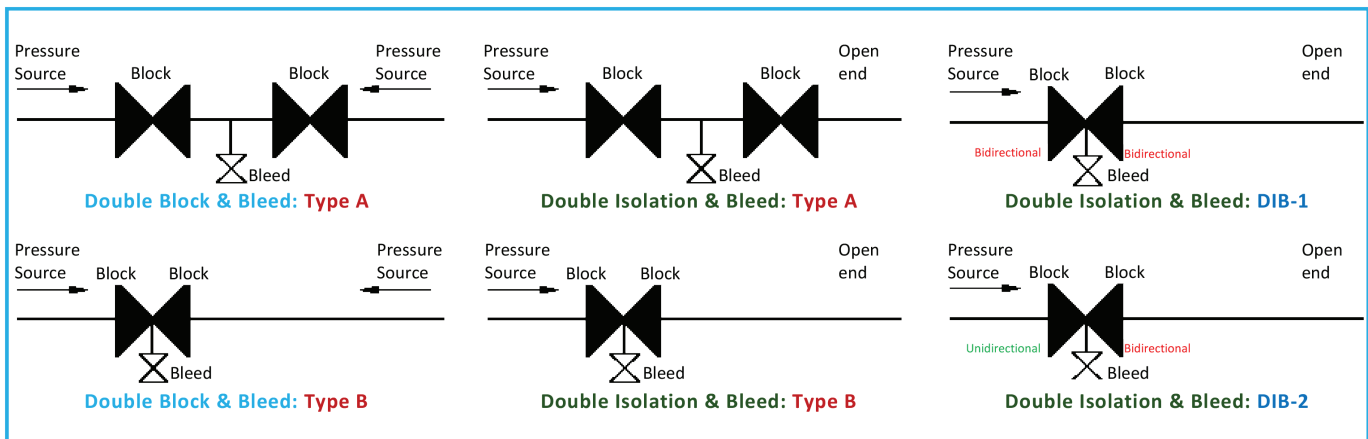 Pressure
Source
Block
Block
Pressure
Source
Bleed
Double Block & Bleed: Type A
Pressure
Source
Block
Block
Open
end
Bleed
Double Isolation & Bleed: Type A
Pressure
Source
Block
Block
Open
end
Bidirectional
Bidirectional
Bleed
Double Isolation & Bleed: DIB-1
Pressure
Source
Block
Block
Pressure
Source
Bleed
Double Block & Bleed: Type B
Pressure
Source
Block
Block
Open
end
Bleed
Double Isolation & Bleed: Type B
Pressure
Source
Block
Block
Open
end
Unidirectional
Bidirectional
Bleed
Double Isolation & Bleed: DIB-2